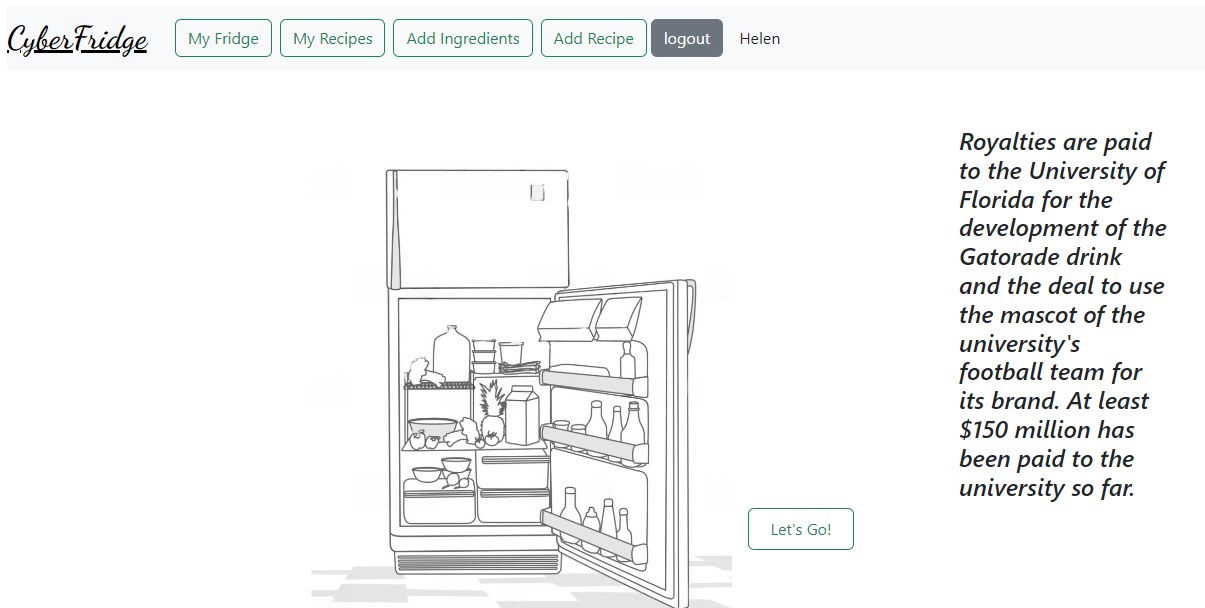 CyberFridge My Fridge My Recipes Add Ingredients Add Recipe logout Helen
Royalties are paid
to the University of
Florida for the
development of the
Gatorade drink
and the deal to use
the mascot of the
university's
football team for
its brand. At least
$150 million has
been paid to the
university so far.
Let's Go!